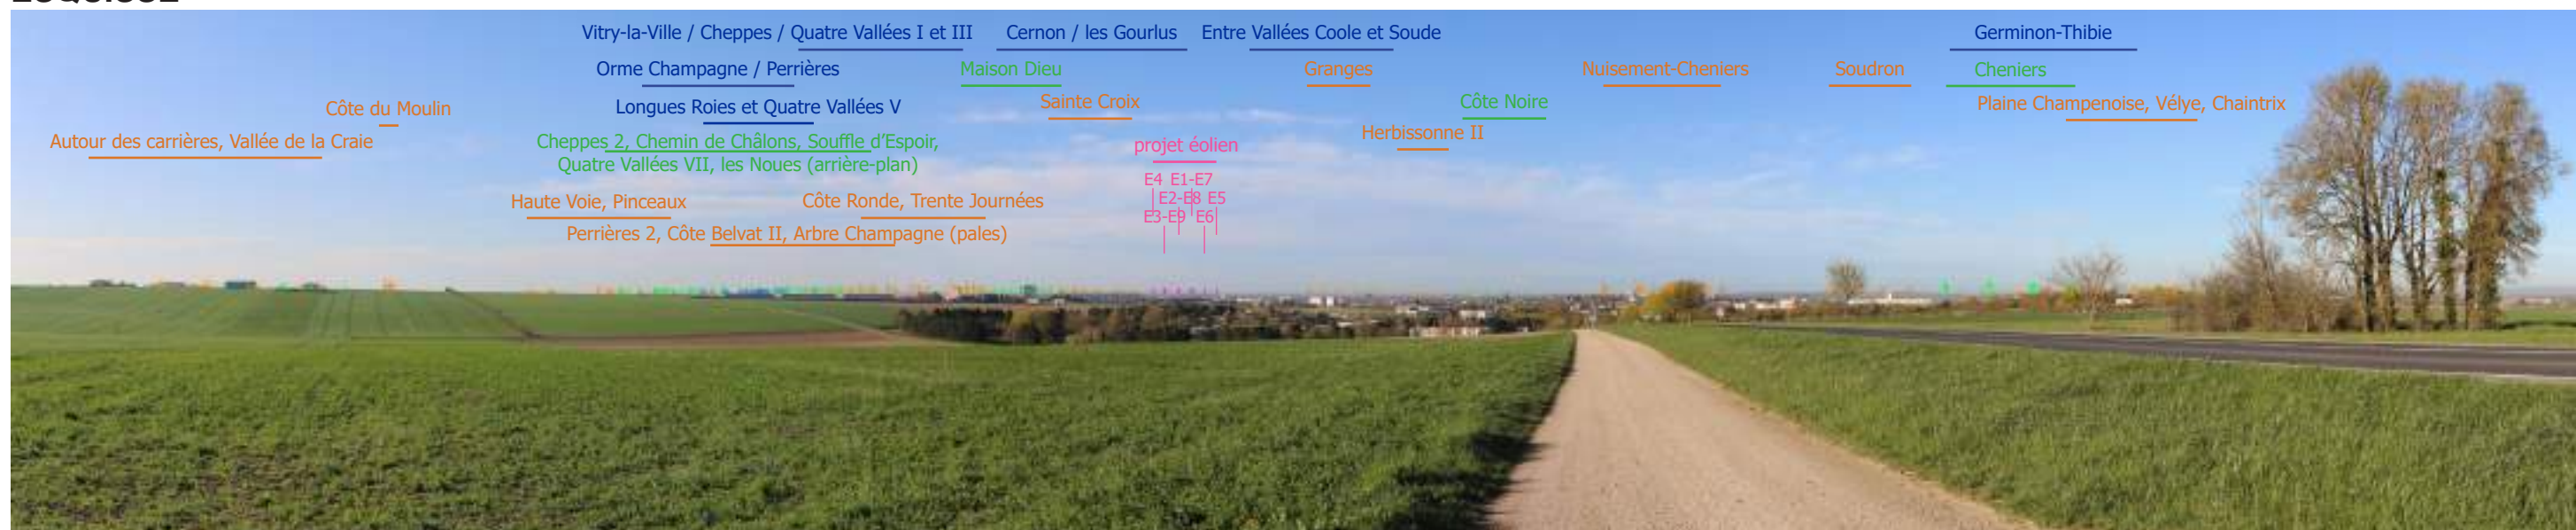 Vitry-la-Ville / Cheppes / Quatre Vallées I et III
Cernon / les Gourlus
Entre Vallées Coole et Soude
Germinon-Thibie
Orme Champagne / Perrières
Maison Dieu
Granges
Nuisement-Cheniers
Soudron
Cheniers
Côte du Moulin
Longues Roies et Quatre Vallées V
Sainte Croix
Côte Noire
Plaine Champenoise, Vélye, Chaintrix
Autour des carrières, Vallée de la Craie
Cheppes 2, Chemin de Châlons, Souffle d'Espoir,
Quatre Vallées VII, les Noues (arrière-plan)
Herbissonne II
projet éolien
E4 E1-E7
E2-E8 E5
E3-E9 E6
Haute Voie, Pinceaux
Côte Ronde, Trente Journées
Perrières 2, Côte Belvat II, Arbre Champagne (pales)